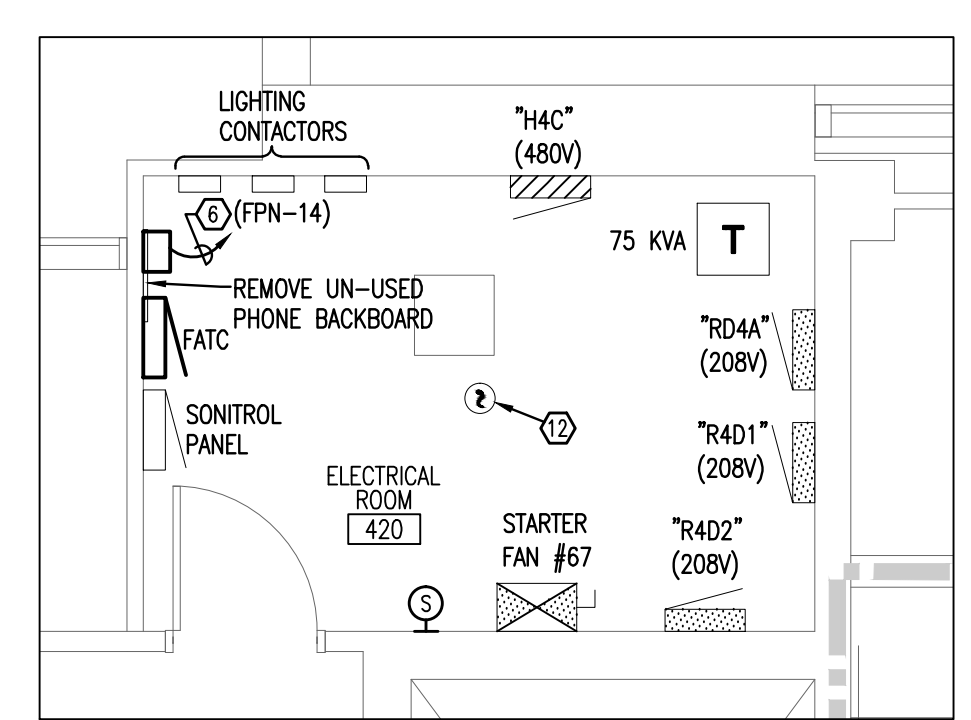 LIGHTING
CONTACTORS
"H4C"
(480V)
6 (FPN-14)
75 KVA
T
REMOVE UN-USED
PHONE BACKBOARD
FATC
"RD4A"
(208V)
SONITROL
PANEL
12
"R4D1"
(208V)
ELECTRICAL
ROOM
420
STARTER
FAN #67
"R4D2"
(208V)
S